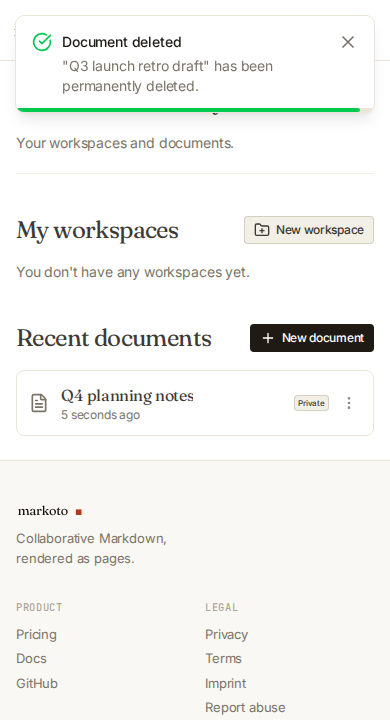 Document deleted
"Q3 launch retro draft" has been
permanently deleted.
Your workspaces and documents.
My workspaces
New workspace
You don't have any workspaces yet.
Recent documents
New document
Q4 planning notes
Private
5 seconds ago
markoto
Collaborative Markdown,
rendered as pages.
PRODUCT
LEGAL
Pricing
Privacy
Docs
Terms
GitHub
Imprint
Report abuse